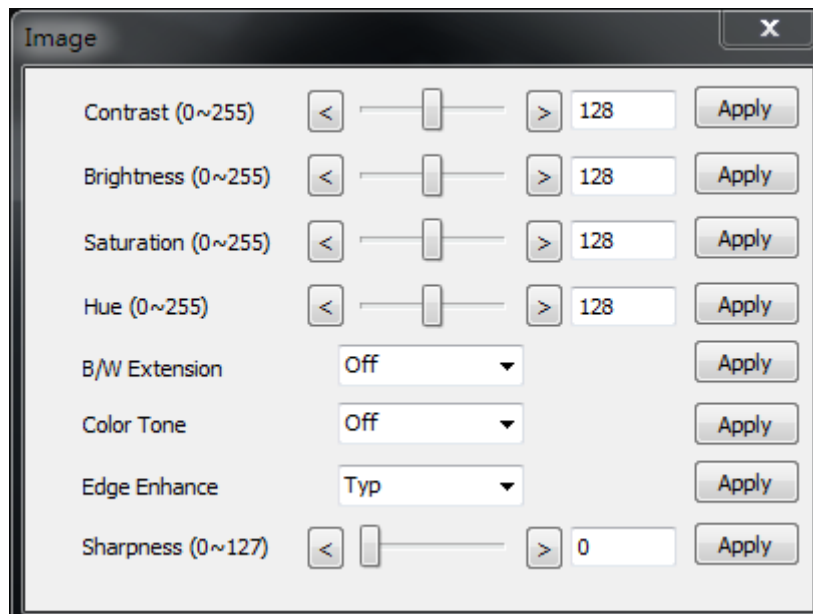 Image x
Contrast (0~255) < > 128 Apply
Brightness (0~255) < > 128 Apply
Saturation (0~255) < > 128 Apply
Hue (0~255) < > 128 Apply
B/W Extension Off Apply
Color Tone Off Apply
Edge Enhance Typ Apply
Sharpness (0~127) < > 0 Apply